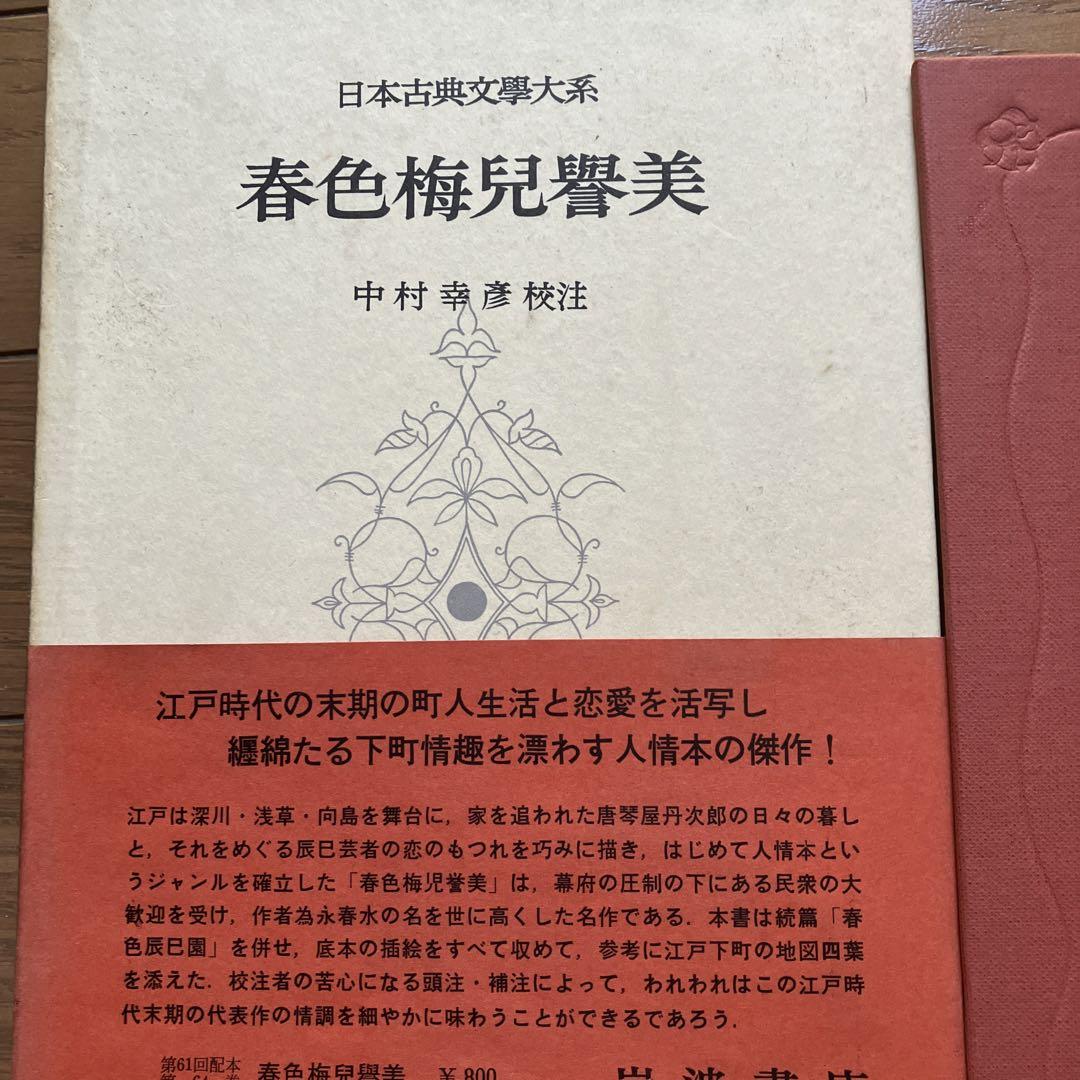 日本古典文學大系
春色梅兒譽美
中村幸彥校注
江戸時代の末期の町人生活と恋愛を活写し
纒綿たる下町情趣を漂わす人情本の傑作！
江戸は深川・浅草・向島を舞台に，家を追われた唐琴屋丹次郎の日々の暮し
と，それをめぐる辰巳芸者の恋のもつれを巧みに描き，はじめて人情本とい
うジャンルを確立した「春色梅児誉美」は，幕府の圧制の下にある民衆の大
歓迎を受け，作者為永春水の名を世に高くした名作である．本書は続篇「春
色辰巳園」を併せ，底本の挿絵をすべて収めて，参考に江戸下町の地図四葉
を添えた．校注者の苦心になる頭注・補注によって，われわれはこの江戸時
代末期の代表作の情調を細やかに味わうことができるであろう．
第61回配本
春色梅兒譽美 ￥800
岩波書店